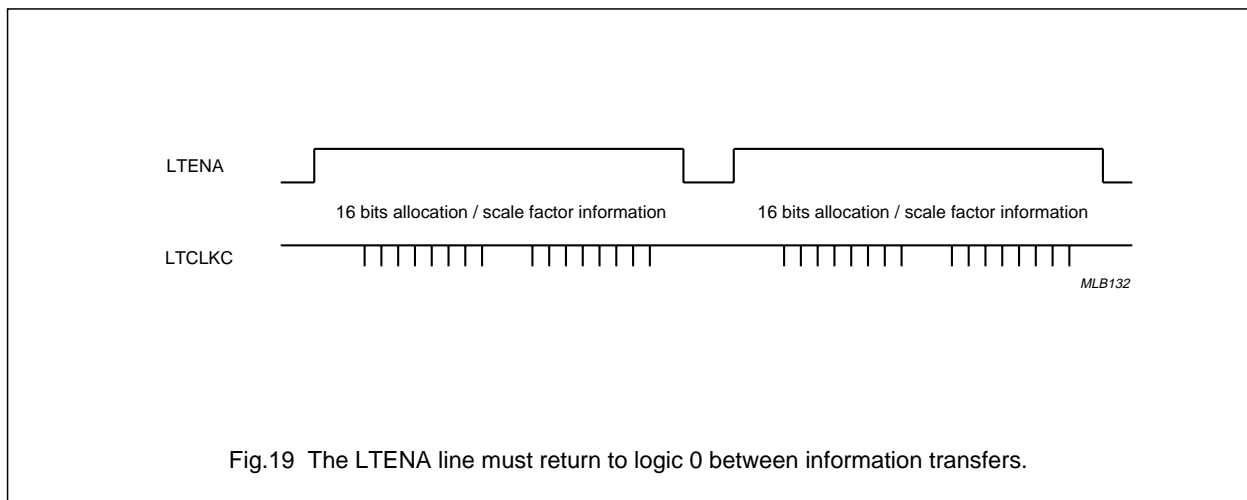 LTENA
16 bits allocation / scale factor information 16 bits allocation / scale factor information
LTCLKC
MLB132
Fig.19 The LTENA line must return to logic 0 between information transfers.